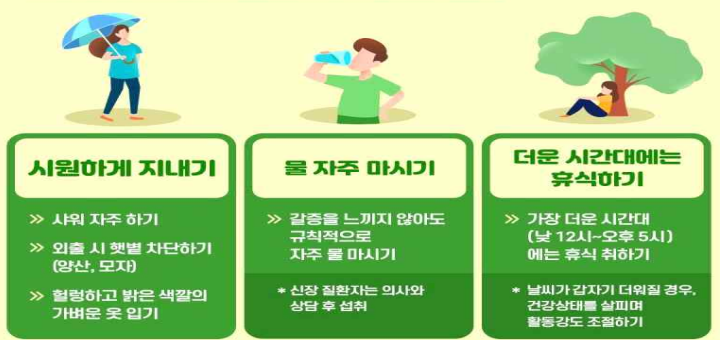 시원하게 지내기
» 샤워 자주 하기
» 외출 시 햇볕 차단하기
(양산, 모자)
» 헐렁하고 밝은 색깔의
가벼운 옷 입기
물 자주 마시기
» 갈증을 느끼지 않아도
규칙적으로
자주 물 마시기
* 신장 질환자는 의사와
상담 후 섭취
더운 시간대에는
휴식하기
» 가장 더운 시간대
(낮 12시~오후 5시)
에는 휴식 취하기
* 날씨가 갑자기 더워질 경우,
건강상태를 살피며
활동강도 조절하기